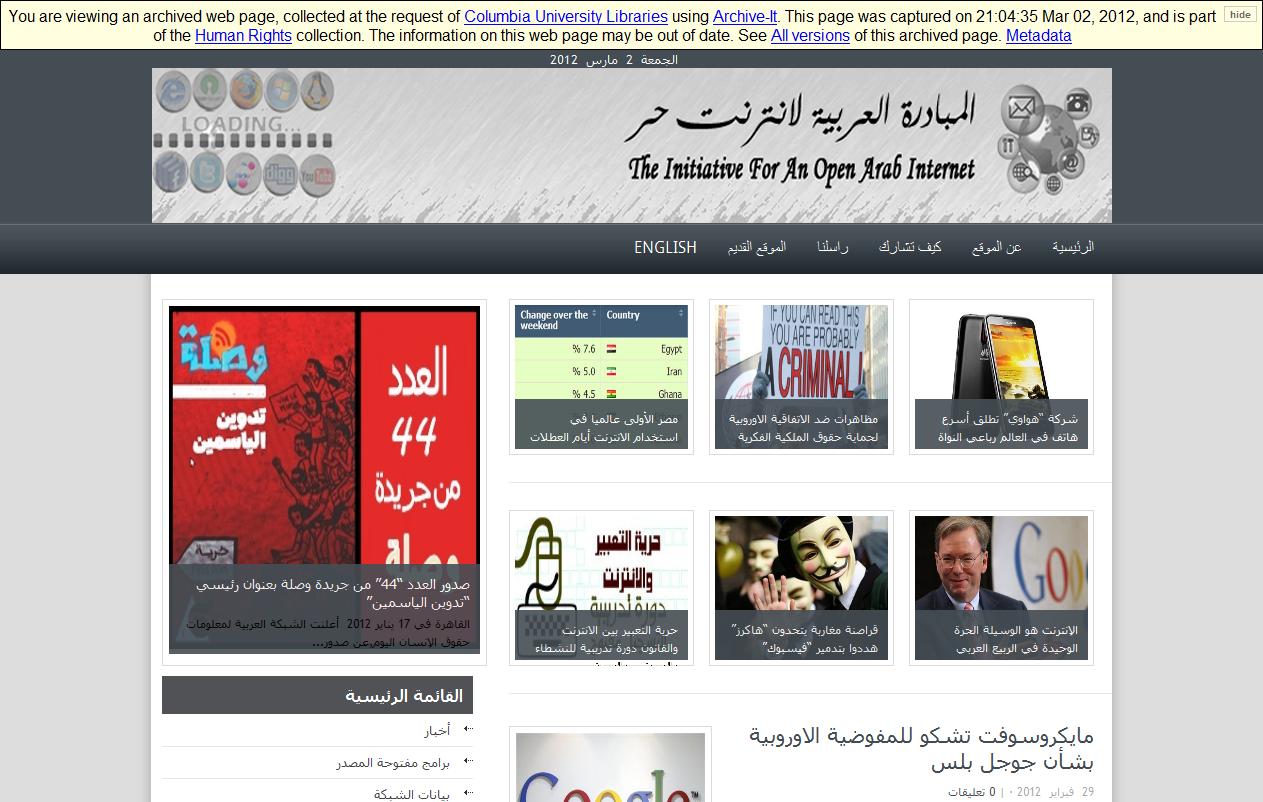 You are viewing an archived web page, collected at the request of Columbia University Libraries using Archive-It. This page was captured on 21:04:35 Mar 02, 2012, and is part
of the Human Rights collection. The information on this web page may be out of date. See All versions of this archived page. Metadata
hide
الجمعة 2 مارس 2012
LOADING...
digg
You Tube
المبادرة العربية لانترنت حر
The Initiative For An Open Arab Internet
الرئيسية
عن الموقع
كيف تشارك
راسلنا
الموقع القديم
ENGLISH
شركة “هواوي” تطلق أسرع
هاتف في العالم رباعي النواة
IF YOU CAN READ THIS
YOU ARE PROBABLY
A CRIMINAL!
مظاهرات ضد الاتفاقية الاوروبية
لحماية حقوق الملكية الفكرية
Change over the weekend Country
% 7.6 Egypt
% 5.0 Iran
% 4.5 Ghana
مصر الأولى عالميا في
استخدام الانترنت أيام العطلات
وصلة
تدوين
الياسمين
العدد
44
من جريدة
وصلة
صدور العدد “44” من جريدة وصلة بعنوان رئيسي
“تدوين الياسمين”
القاهرة في 17 يناير 2012 أعلنت الشبكة العربية لمعلومات
حقوق الإنسان اليوم,عن صدور...
Goo
الإنترنت هو الوسيلة الحرة
الوحيدة في الربيع العربي
قراصنة مغاربة يتحدون “هاكرز”
هددوا بتدمير “فيسبوك”
حرية التعبير
والإنترنت
دورة تدريبية
حرية التعبير بين الانترنت
والقانون دورة تدريبية للنشطاء
القائمة الرئيسية
أخبار
برامج مفتوحة المصدر
بيانات الشبكة
مايكروسوفت تشكو للمفوضية الاوروبية
بشأن جوجل بلس
29 فبراير 2012 · | 0 تعليقات
Google